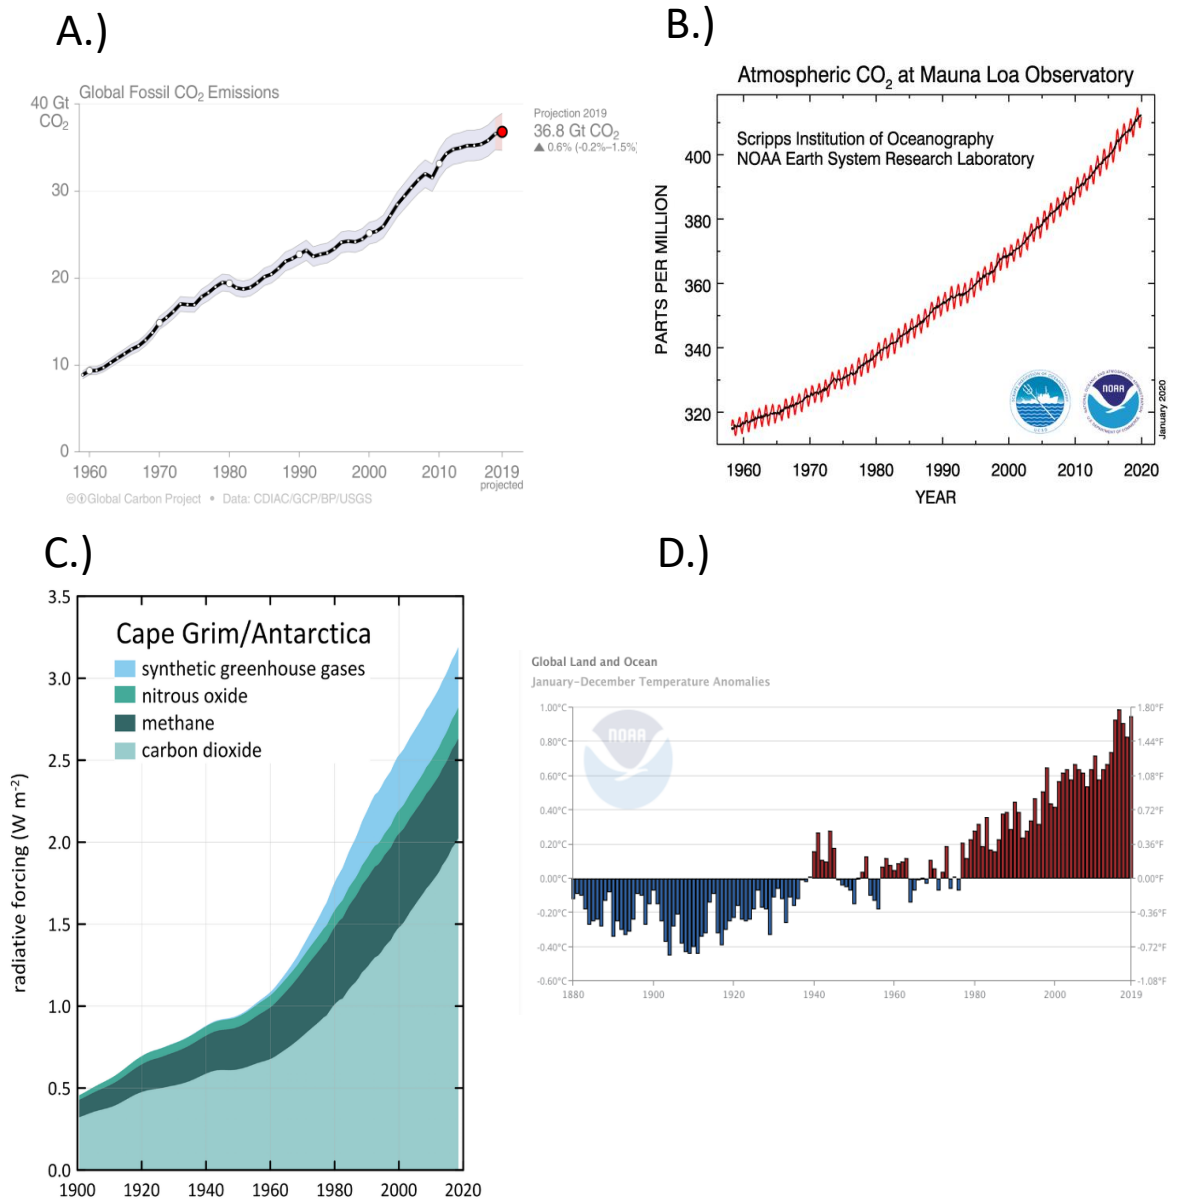 A.)
Global Fossil CO₂ Emissions
40 Gt
CO₂
30
20
10
0
1960 1970 1980 1990 2000 2010 2019
projected
Projection 2019
36.8 Gt CO₂
▲ 0.6% (-0.2%–1.5%)
Global Carbon Project • Data: CDIAC/GCP/BP/USGS
B.)
Atmospheric CO₂ at Mauna Loa Observatory
Scripps Institution of Oceanography
NOAA Earth System Research Laboratory
PARTS PER MILLION
400
380
360
340
320
NOAA
January 2020
1960 1970 1980 1990 2000 2010 2020
YEAR
C.)
Cape Grim/Antarctica
synthetic greenhouse gases
nitrous oxide
methane
carbon dioxide
radiative forcing (W m⁻²)
3.5
3.0
2.5
2.0
1.5
1.0
0.5
0.0
1900 1920 1940 1960 1980 2000 2020
D.)
Global Land and Ocean
January–December Temperature Anomalies
NOAA
1.00°C 1.80°F
0.80°C 1.44°F
0.60°C 1.08°F
0.40°C 0.72°F
0.20°C 0.36°F
0.00°C 0.00°F
-0.20°C -0.36°F
-0.40°C -0.72°F
-0.60°C -1.08°F
1880 1900 1920 1940 1960 1980 2000 2019